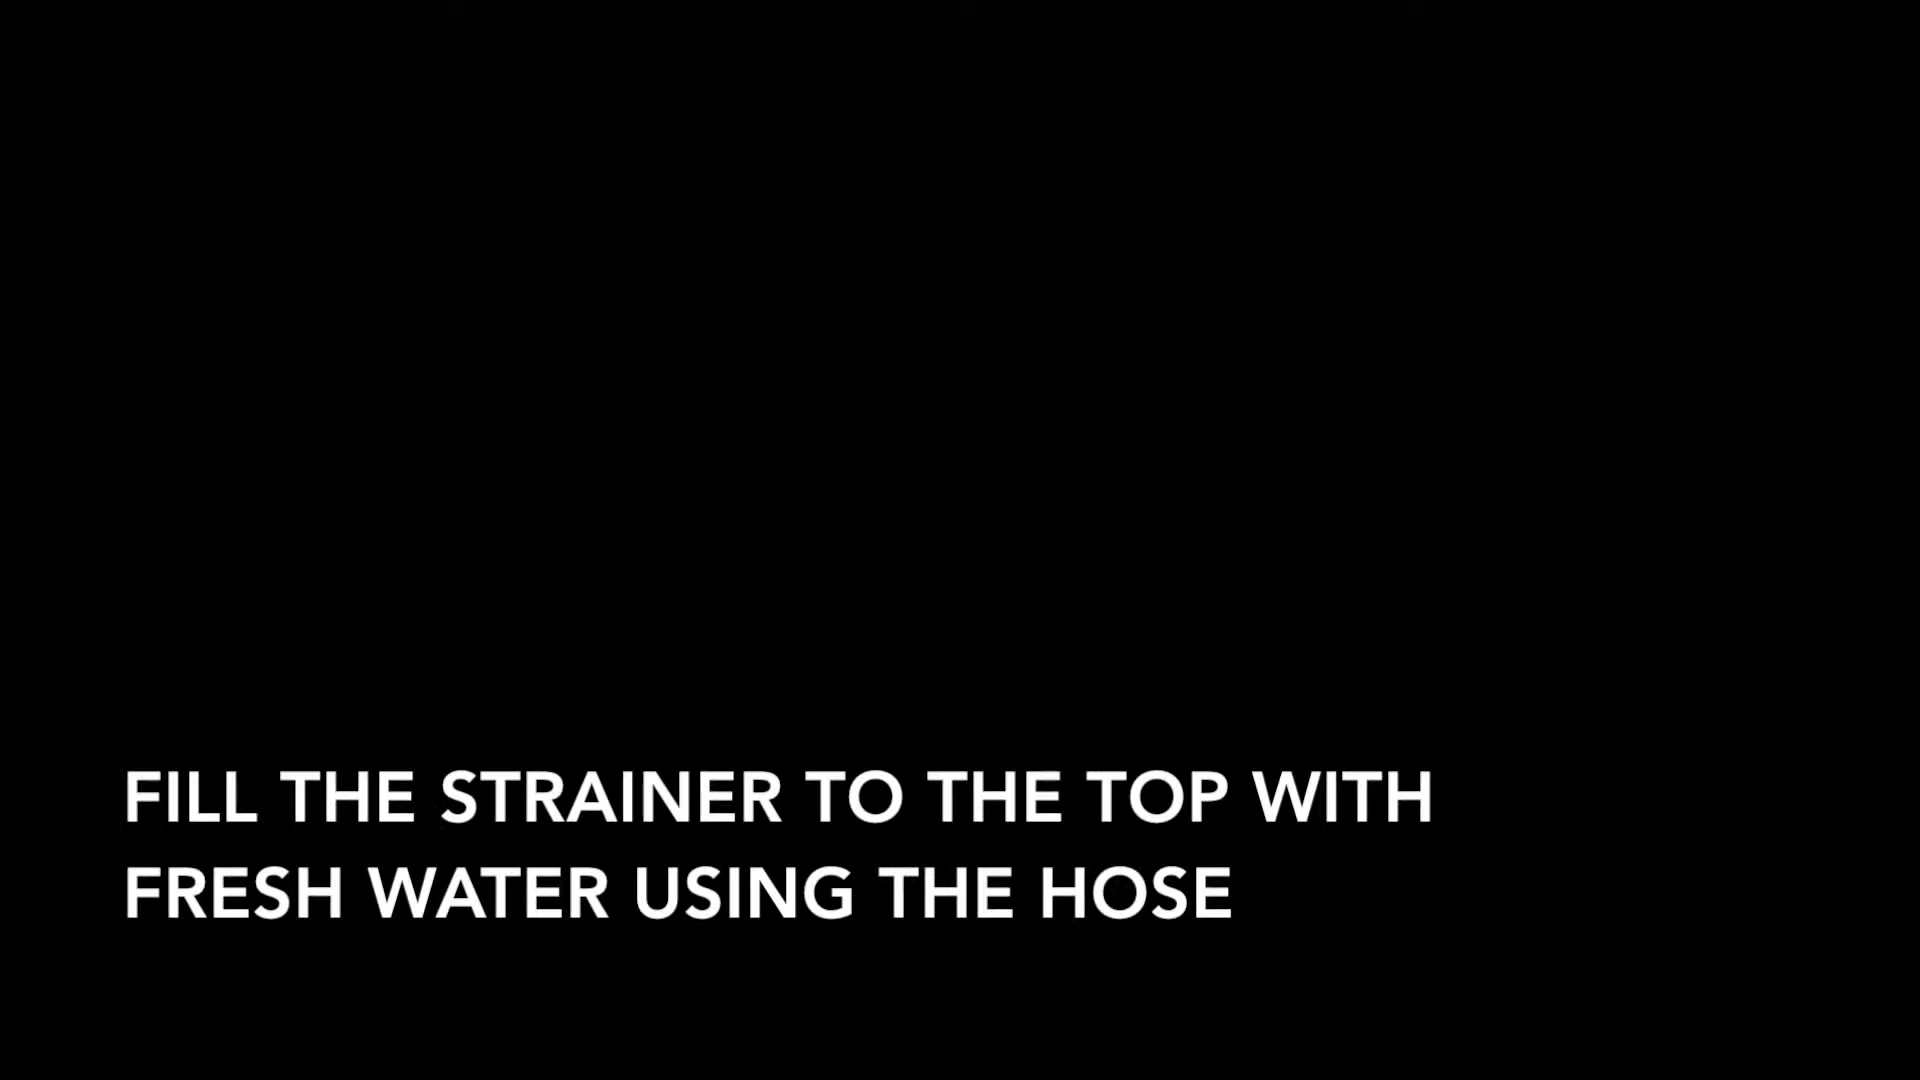 FILL THE STRAINER TO THE TOP WITH
FRESH WATER USING THE HOSE